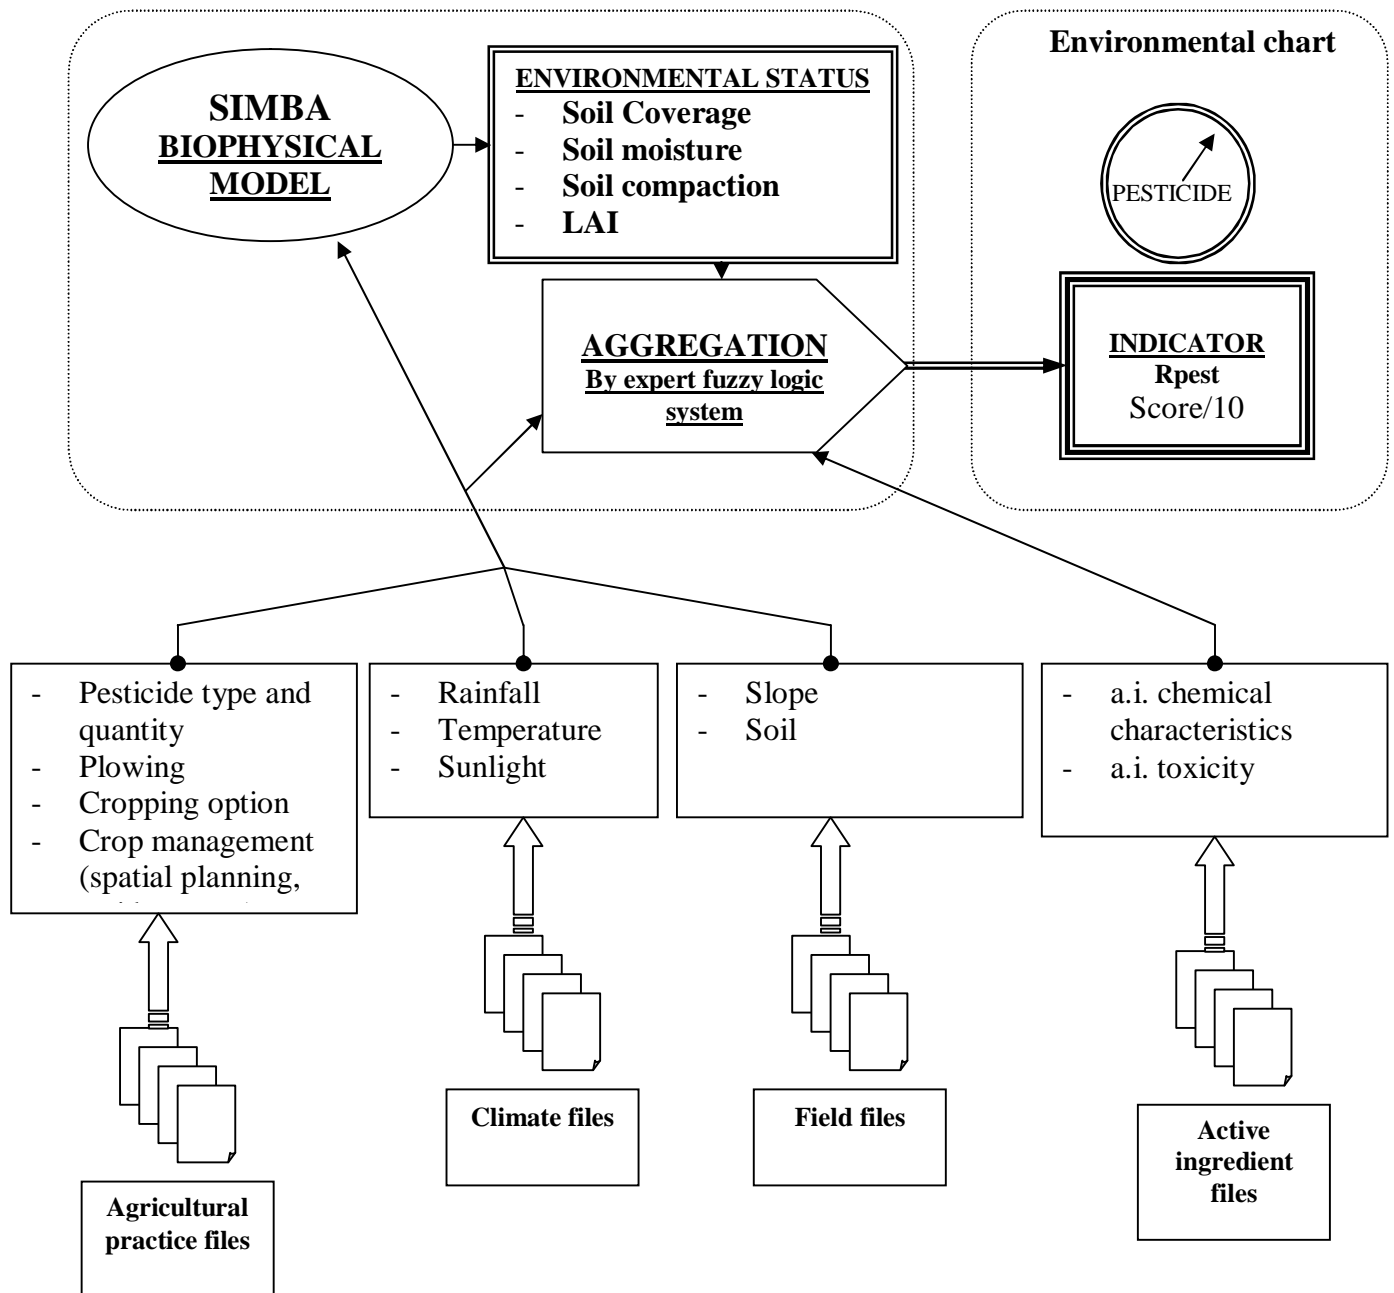 SIMBA
BIOPHYSICAL
MODEL
ENVIRONMENTAL STATUS
- Soil Coverage
- Soil moisture
- Soil compaction
- LAI
Environmental chart
PESTICIDE
AGGREGATION
By expert fuzzy logic
system
INDICATOR
Rpest
Score/10
- Pesticide type and
quantity
- Plowing
- Cropping option
- Crop management
(spatial planning,
- Rainfall
- Temperature
- Sunlight
- Slope
- Soil
- a.i. chemical
characteristics
- a.i. toxicity
Agricultural
practice files
Climate files
Field files
Active
ingredient
files